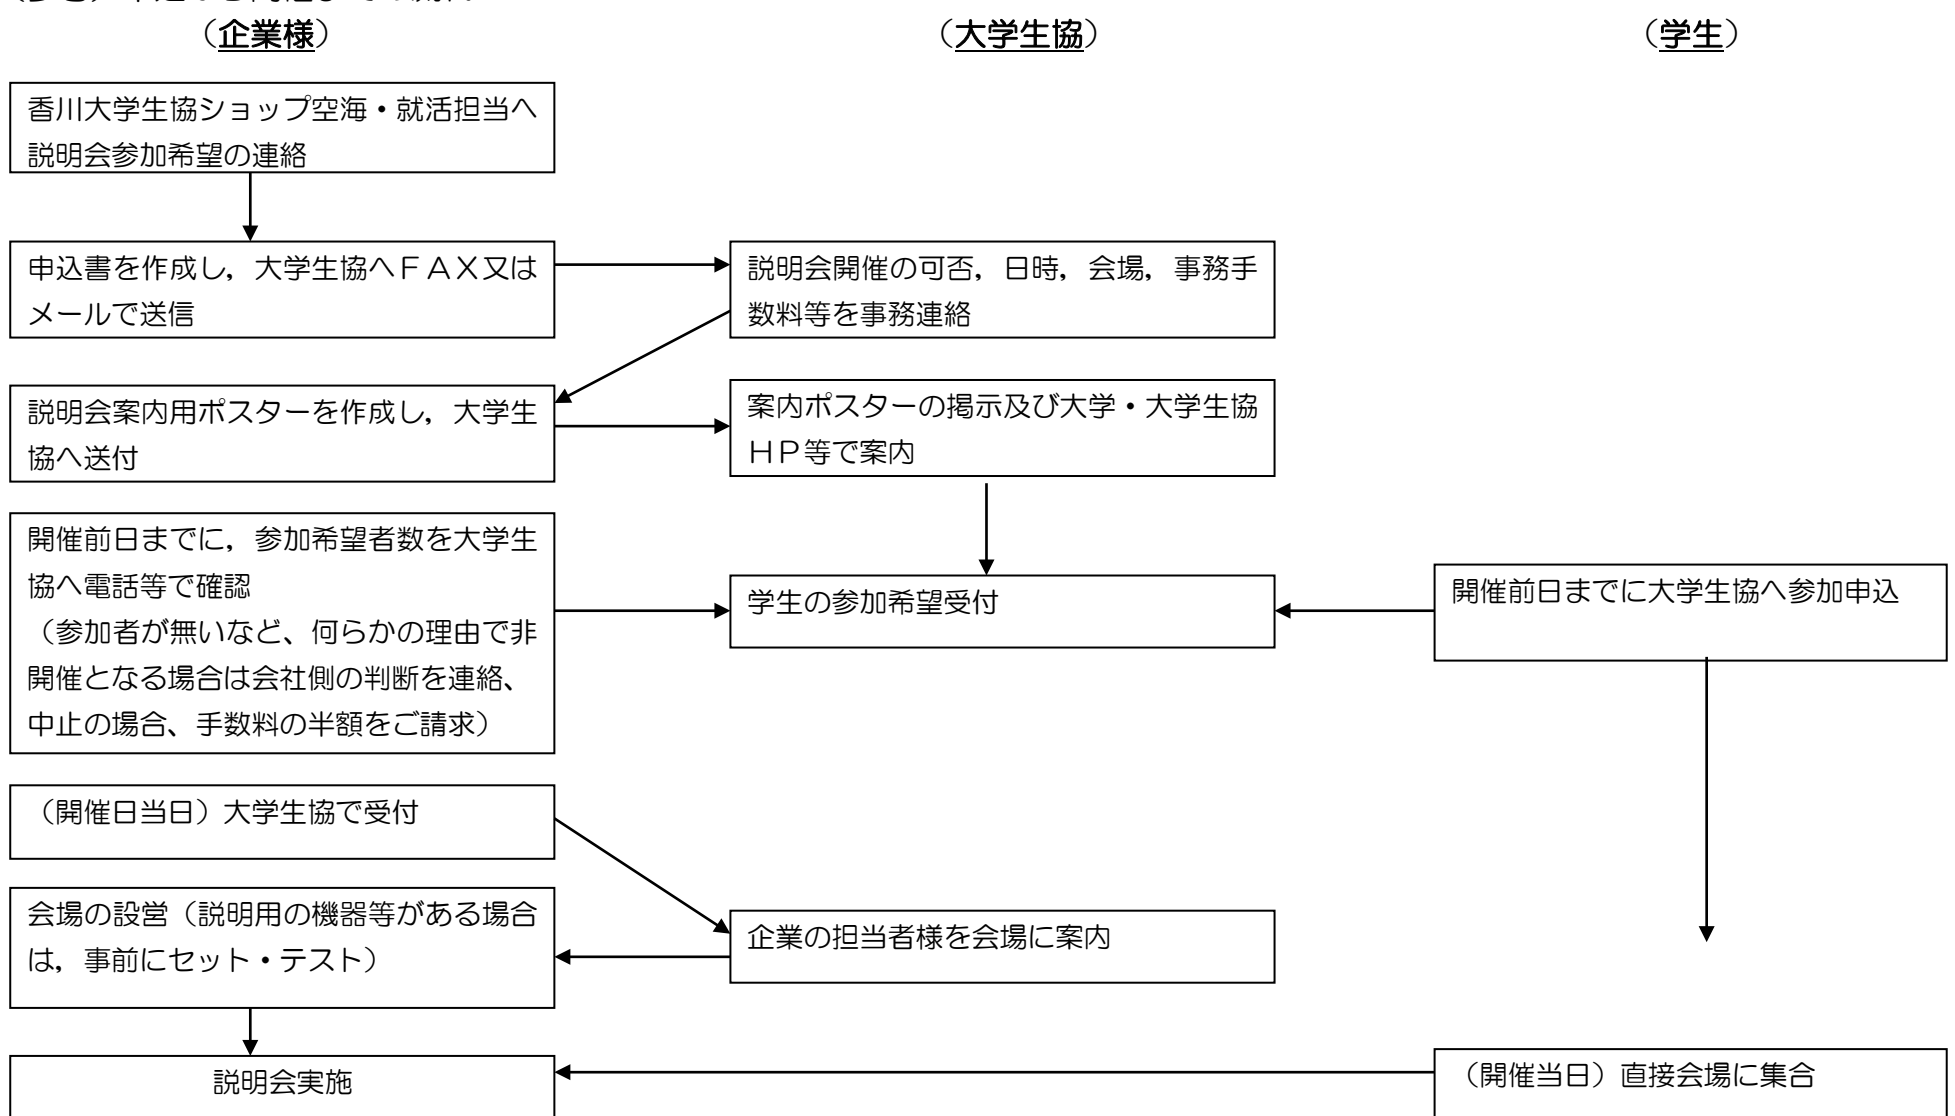 （企業様）
（大学生協）
（学生）
香川大学生協ショップ空海・就活担当へ
説明会参加希望の連絡
申込書を作成し，大学生協へＦＡＸ又は
メールで送信
説明会開催の可否，日時，会場，事務手
数料等を事務連絡
説明会案内用ポスターを作成し，大学生
協へ送付
案内ポスターの掲示及び大学・大学生協
ＨＰ等で案内
開催前日までに，参加希望者数を大学生
協へ電話等で確認
（参加者が無いなど、何らかの理由で非
開催となる場合は会社側の判断を連絡、
中止の場合、手数料の半額をご請求）
学生の参加希望受付
開催前日までに大学生協へ参加申込
（開催日当日）大学生協で受付
会場の設営（説明用の機器等がある場合
は，事前にセット・テスト）
企業の担当者様を会場に案内
説明会実施
（開催当日）直接会場に集合